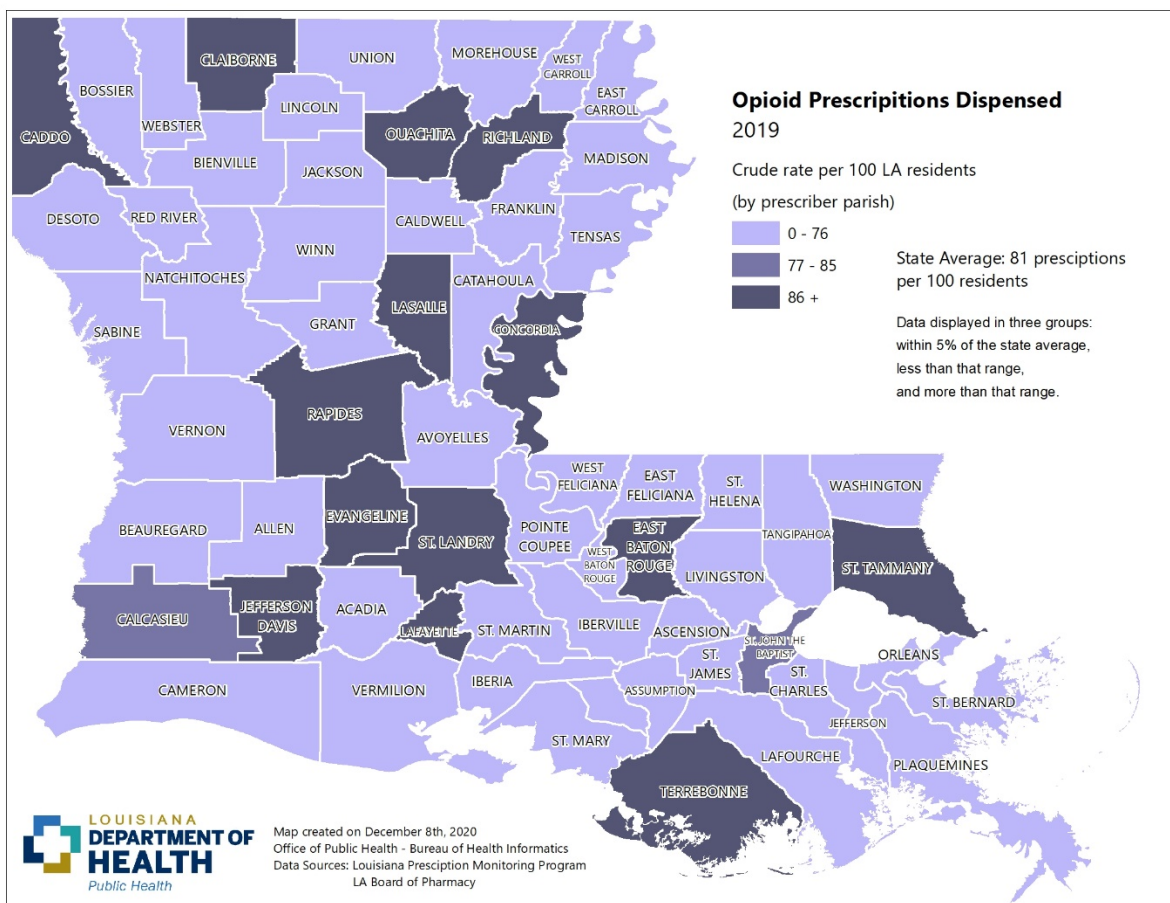 Opioid Prescripitions Dispensed
2019
Crude rate per 100 LA residents
(by prescriber parish)
0 - 76
77 - 85
86 +
State Average: 81 presciptions
per 100 residents
Data displayed in three groups:
within 5% of the state average,
less than that range,
and more than that range.
CADDO
BOSSIER
WEBSTER
CLAIBORNE
LINCOLN
UNION
MOREHOUSE
WEST
CARROLL
EAST
CARROLL
OUACHITA
RICHLAND
MADISON
BIENVILLE
JACKSON
DESOTO
RED RIVER
CALDWELL
FRANKLIN
TENSAS
WINN
NATCHITOCHES
CATAHOULA
LASALLE
CONCORDIA
SABINE
GRANT
RAPIDES
VERNON
AVOYELLES
WEST
FELICIANA
EAST
FELICIANA
ST.
HELENA
WASHINGTON
BEAUREGARD
ALLEN
EVANGELINE
ST. LANDRY
POINTE
COUPEE
WEST
BATON
ROUGE
EAST
BATON
ROUGE
TANGIPAHOA
LIVINGSTON
ST. TAMMANY
CALCASIEU
JEFFERSON
DAVIS
ACADIA
LAFAYETTE
ST. MARTIN
IBERVILLE
ASCENSION
ST. JOHN THE
BAPTIST
ST.
JAMES
ST.
CHARLES
ORLEANS
CAMERON
VERMILION
IBERIA
ASSUMPTION
ST. BERNARD
JEFFERSON
ST. MARY
LAFOURCHE
PLAQUEMINES
TERREBONNE
LOUISIANA
DEPARTMENT OF
HEALTH
Public Health
Map created on December 8th, 2020
Office of Public Health - Bureau of Health Informatics
Data Sources: Louisiana Presciption Monitoring Program
LA Board of Pharmacy